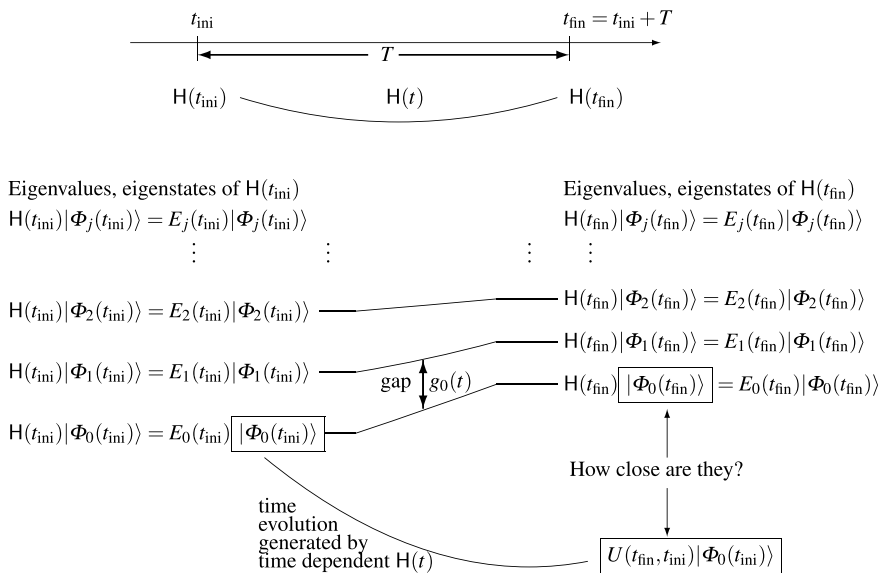 t_ini t_fin = t_ini + T
T
H(t_ini) H(t) H(t_fin)
Eigenvalues, eigenstates of H(t_ini) Eigenvalues, eigenstates of H(t_fin)
H(t_ini)|Φ_j(t_ini)⟩ = E_j(t_ini)|Φ_j(t_ini)⟩ H(t_fin)|Φ_j(t_fin)⟩ = E_j(t_fin)|Φ_j(t_fin)⟩
⋮ ⋮ ⋮ ⋮
H(t_ini)|Φ_2(t_ini)⟩ = E_2(t_ini)|Φ_2(t_ini)⟩ H(t_fin)|Φ_2(t_fin)⟩ = E_2(t_fin)|Φ_2(t_fin)⟩
H(t_ini)|Φ_1(t_ini)⟩ = E_1(t_ini)|Φ_1(t_ini)⟩ H(t_fin)|Φ_1(t_fin)⟩ = E_1(t_fin)|Φ_1(t_fin)⟩
gap g_0(t) H(t_fin)|Φ_0(t_fin)⟩ = E_0(t_fin)|Φ_0(t_fin)⟩
H(t_ini)|Φ_0(t_ini)⟩ = E_0(t_ini)|Φ_0(t_ini)⟩
How close are they?
time
evolution
generated by
time dependent H(t)
U(t_fin, t_ini)|Φ_0(t_ini)⟩